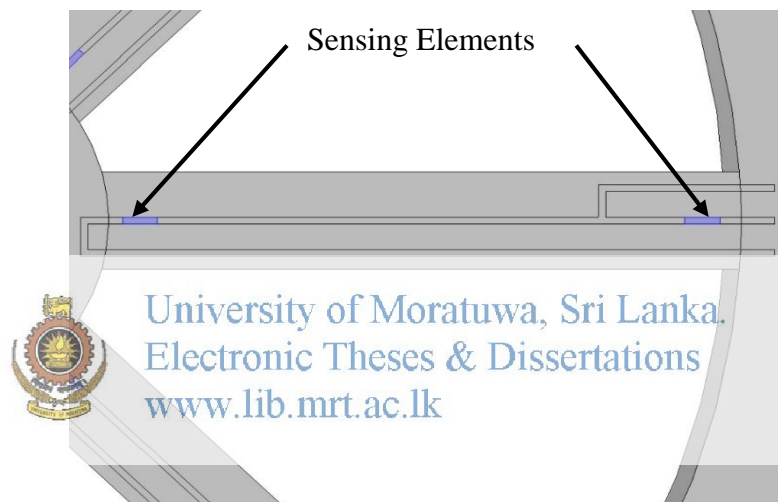 Sensing Elements
University of Moratuwa, Sri Lanka.
Electronic Theses & Dissertations
www.lib.mrt.ac.lk